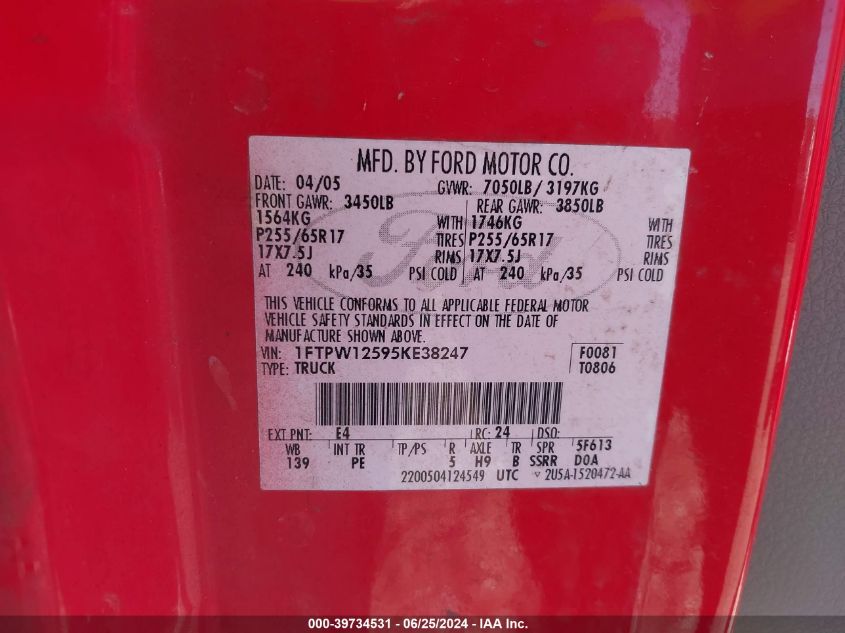 MFD. BY FORD MOTOR CO.
DATE: 04/05 GVWR: 7050LB/ 3197KG
FRONT GAWR: 3450LB REAR GAWR: 3850LB
1564KG WITH 1746KG WITH
P255/65R17 TIRES P255/65R17 TIRES
17X7.5J RIMS 17X7.5J RIMS
AT 240 kPa/35 PSI COLD AT 240 kPa/35 PSI COLD
THIS VEHICLE CONFORMS TO ALL APPLICABLE FEDERAL MOTOR
VEHICLE SAFETY STANDARDS IN EFFECT ON THE DATE OF
MANUFACTURE SHOWN ABOVE.
VIN: 1FTPW12595KE38247 F0081
TYPE: TRUCK T0806
EXT PNT: E4 RC: 24 DSO:
WB INT TR TP/PS R AXLE TR SPR 5F613
139 PE 5 H9 B SSRR DOA
2200504124549 UTC 2U5A-1520472-AA
Ford
000-39734531 - 06/25/2024 - IAA Inc.